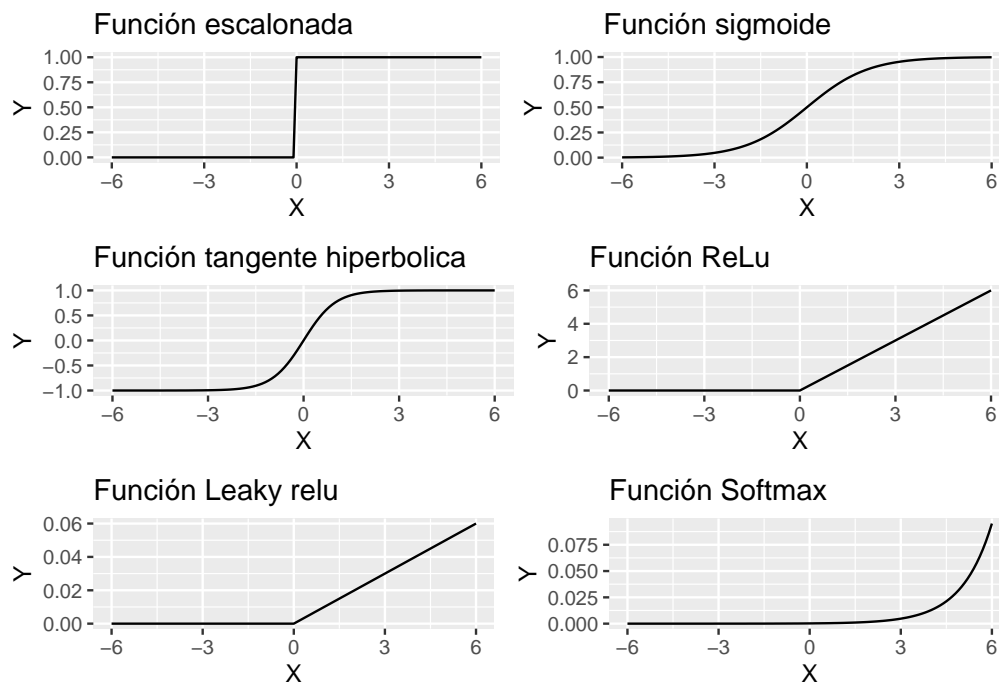 Función escalonada
1.00
0.75
0.50
0.25
0.00
Y
−6 −3 0 3 6
X
Función sigmoide
1.00
0.75
0.50
0.25
0.00
Y
−6 −3 0 3 6
X
Función tangente hiperbolica
1.0
0.5
0.0
−0.5
−1.0
Y
−6 −3 0 3 6
X
Función ReLu
6
4
2
0
Y
−6 −3 0 3 6
X
Función Leaky relu
0.06
0.04
0.02
0.00
Y
−6 −3 0 3 6
X
Función Softmax
0.075
0.050
0.025
0.000
Y
−6 −3 0 3 6
X